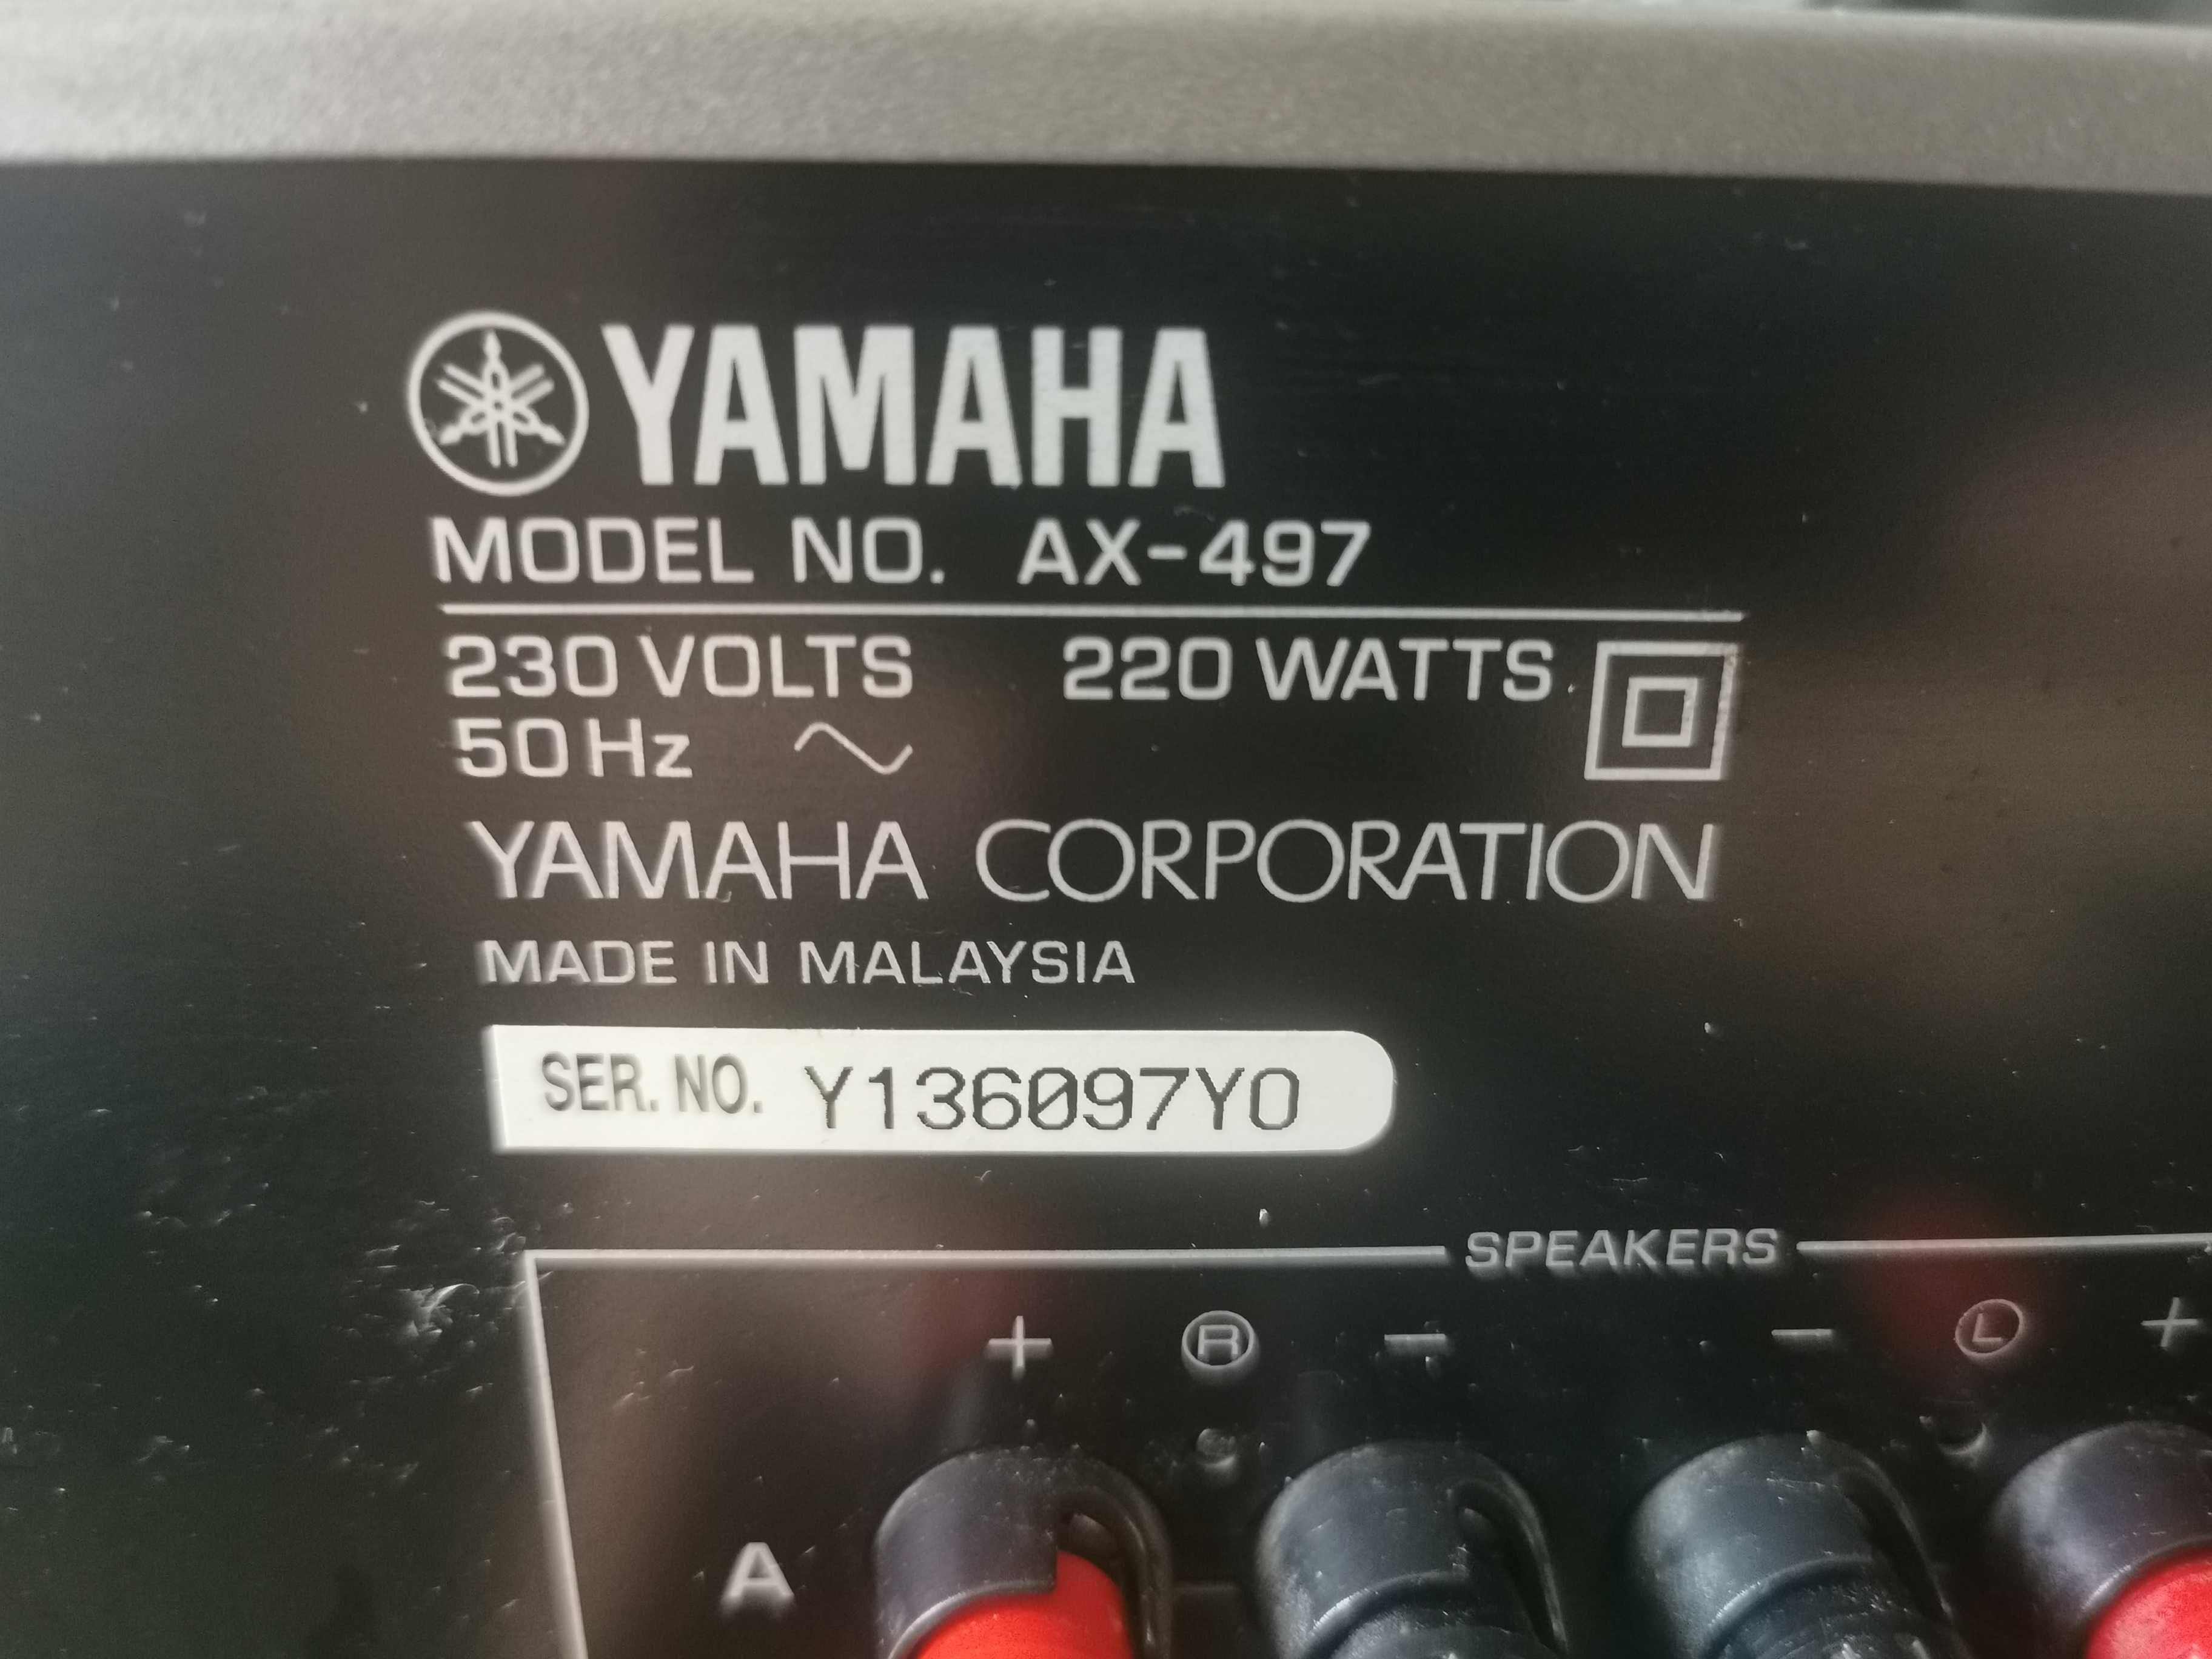 YAMAHA
MODEL NO. AX-497
230 VOLTS 220 WATTS
50 Hz
YAMAHA CORPORATION
MADE IN MALAYSIA
SER. NO. Y136097YO
SPEAKERS
+ R - - L +
A